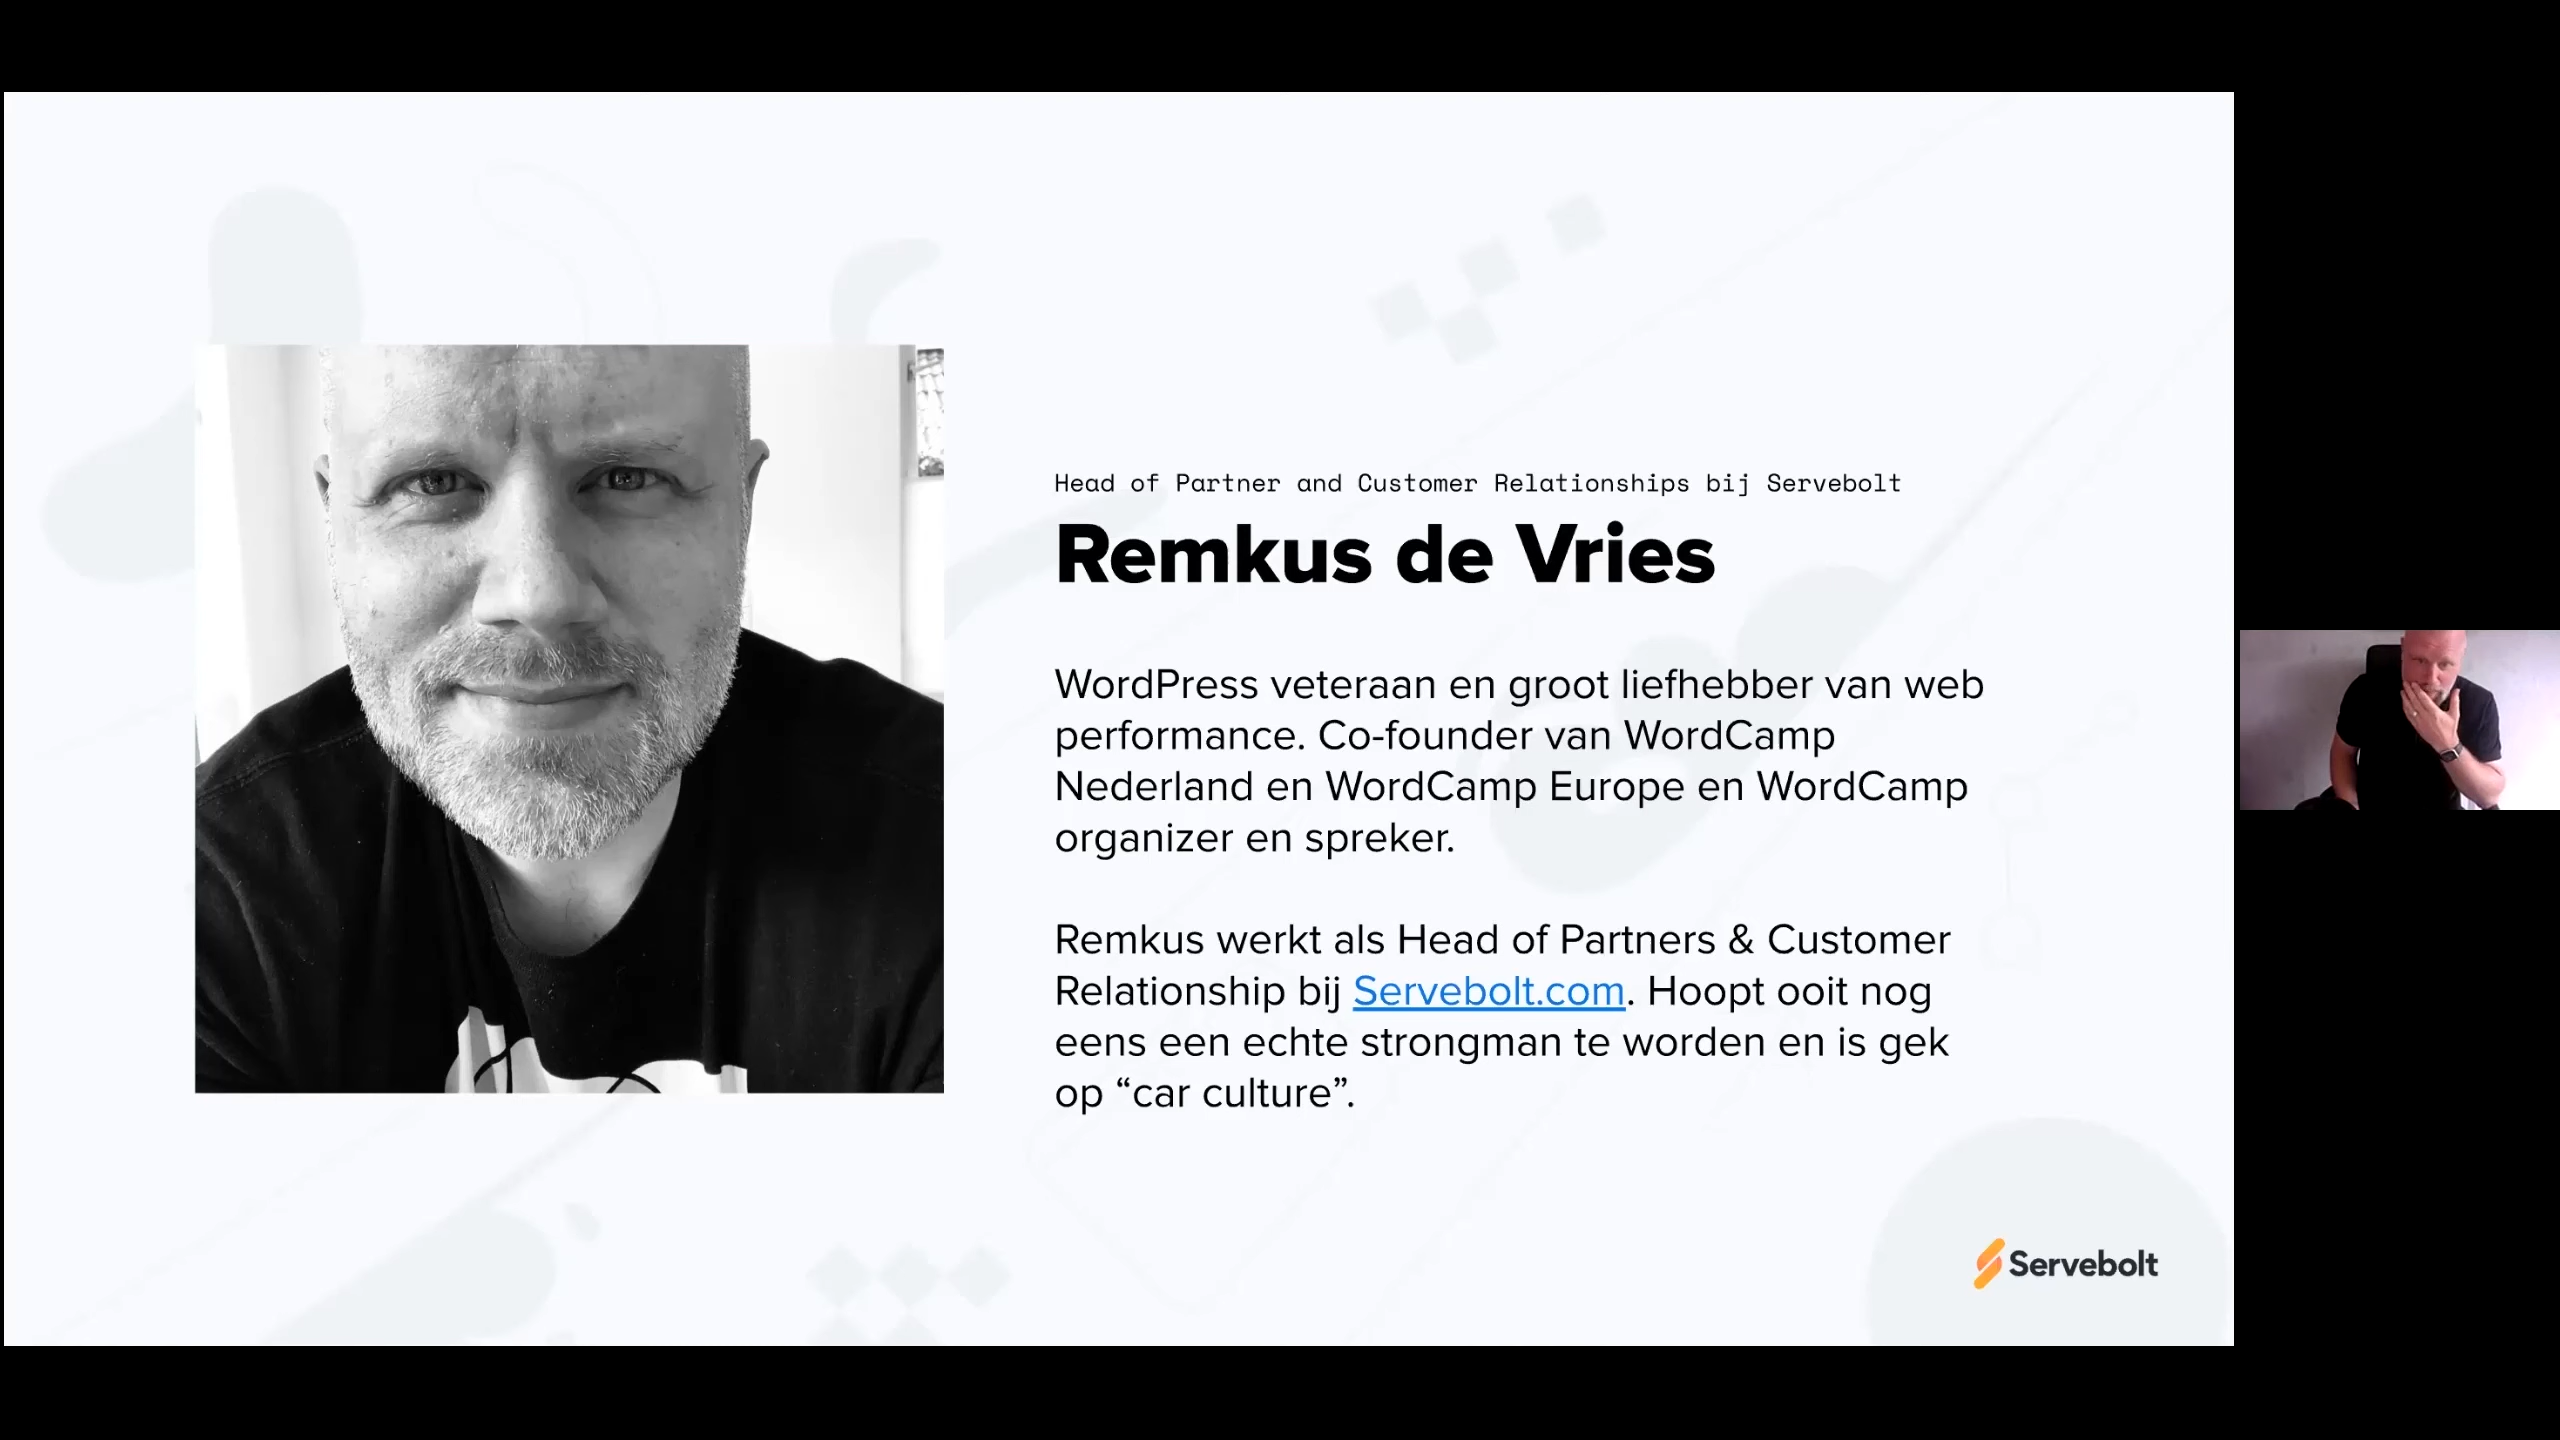 Head of Partner and Customer Relationships bij Servebolt
Remkus de Vries
WordPress veteraan en groot liefhebber van web
performance. Co-founder van WordCamp
Nederland en WordCamp Europe en WordCamp
organizer en spreker.
Remkus werkt als Head of Partners & Customer
Relationship bij Servebolt.com. Hoopt ooit nog
eens een echte strongman te worden en is gek
op “car culture”.
Servebolt